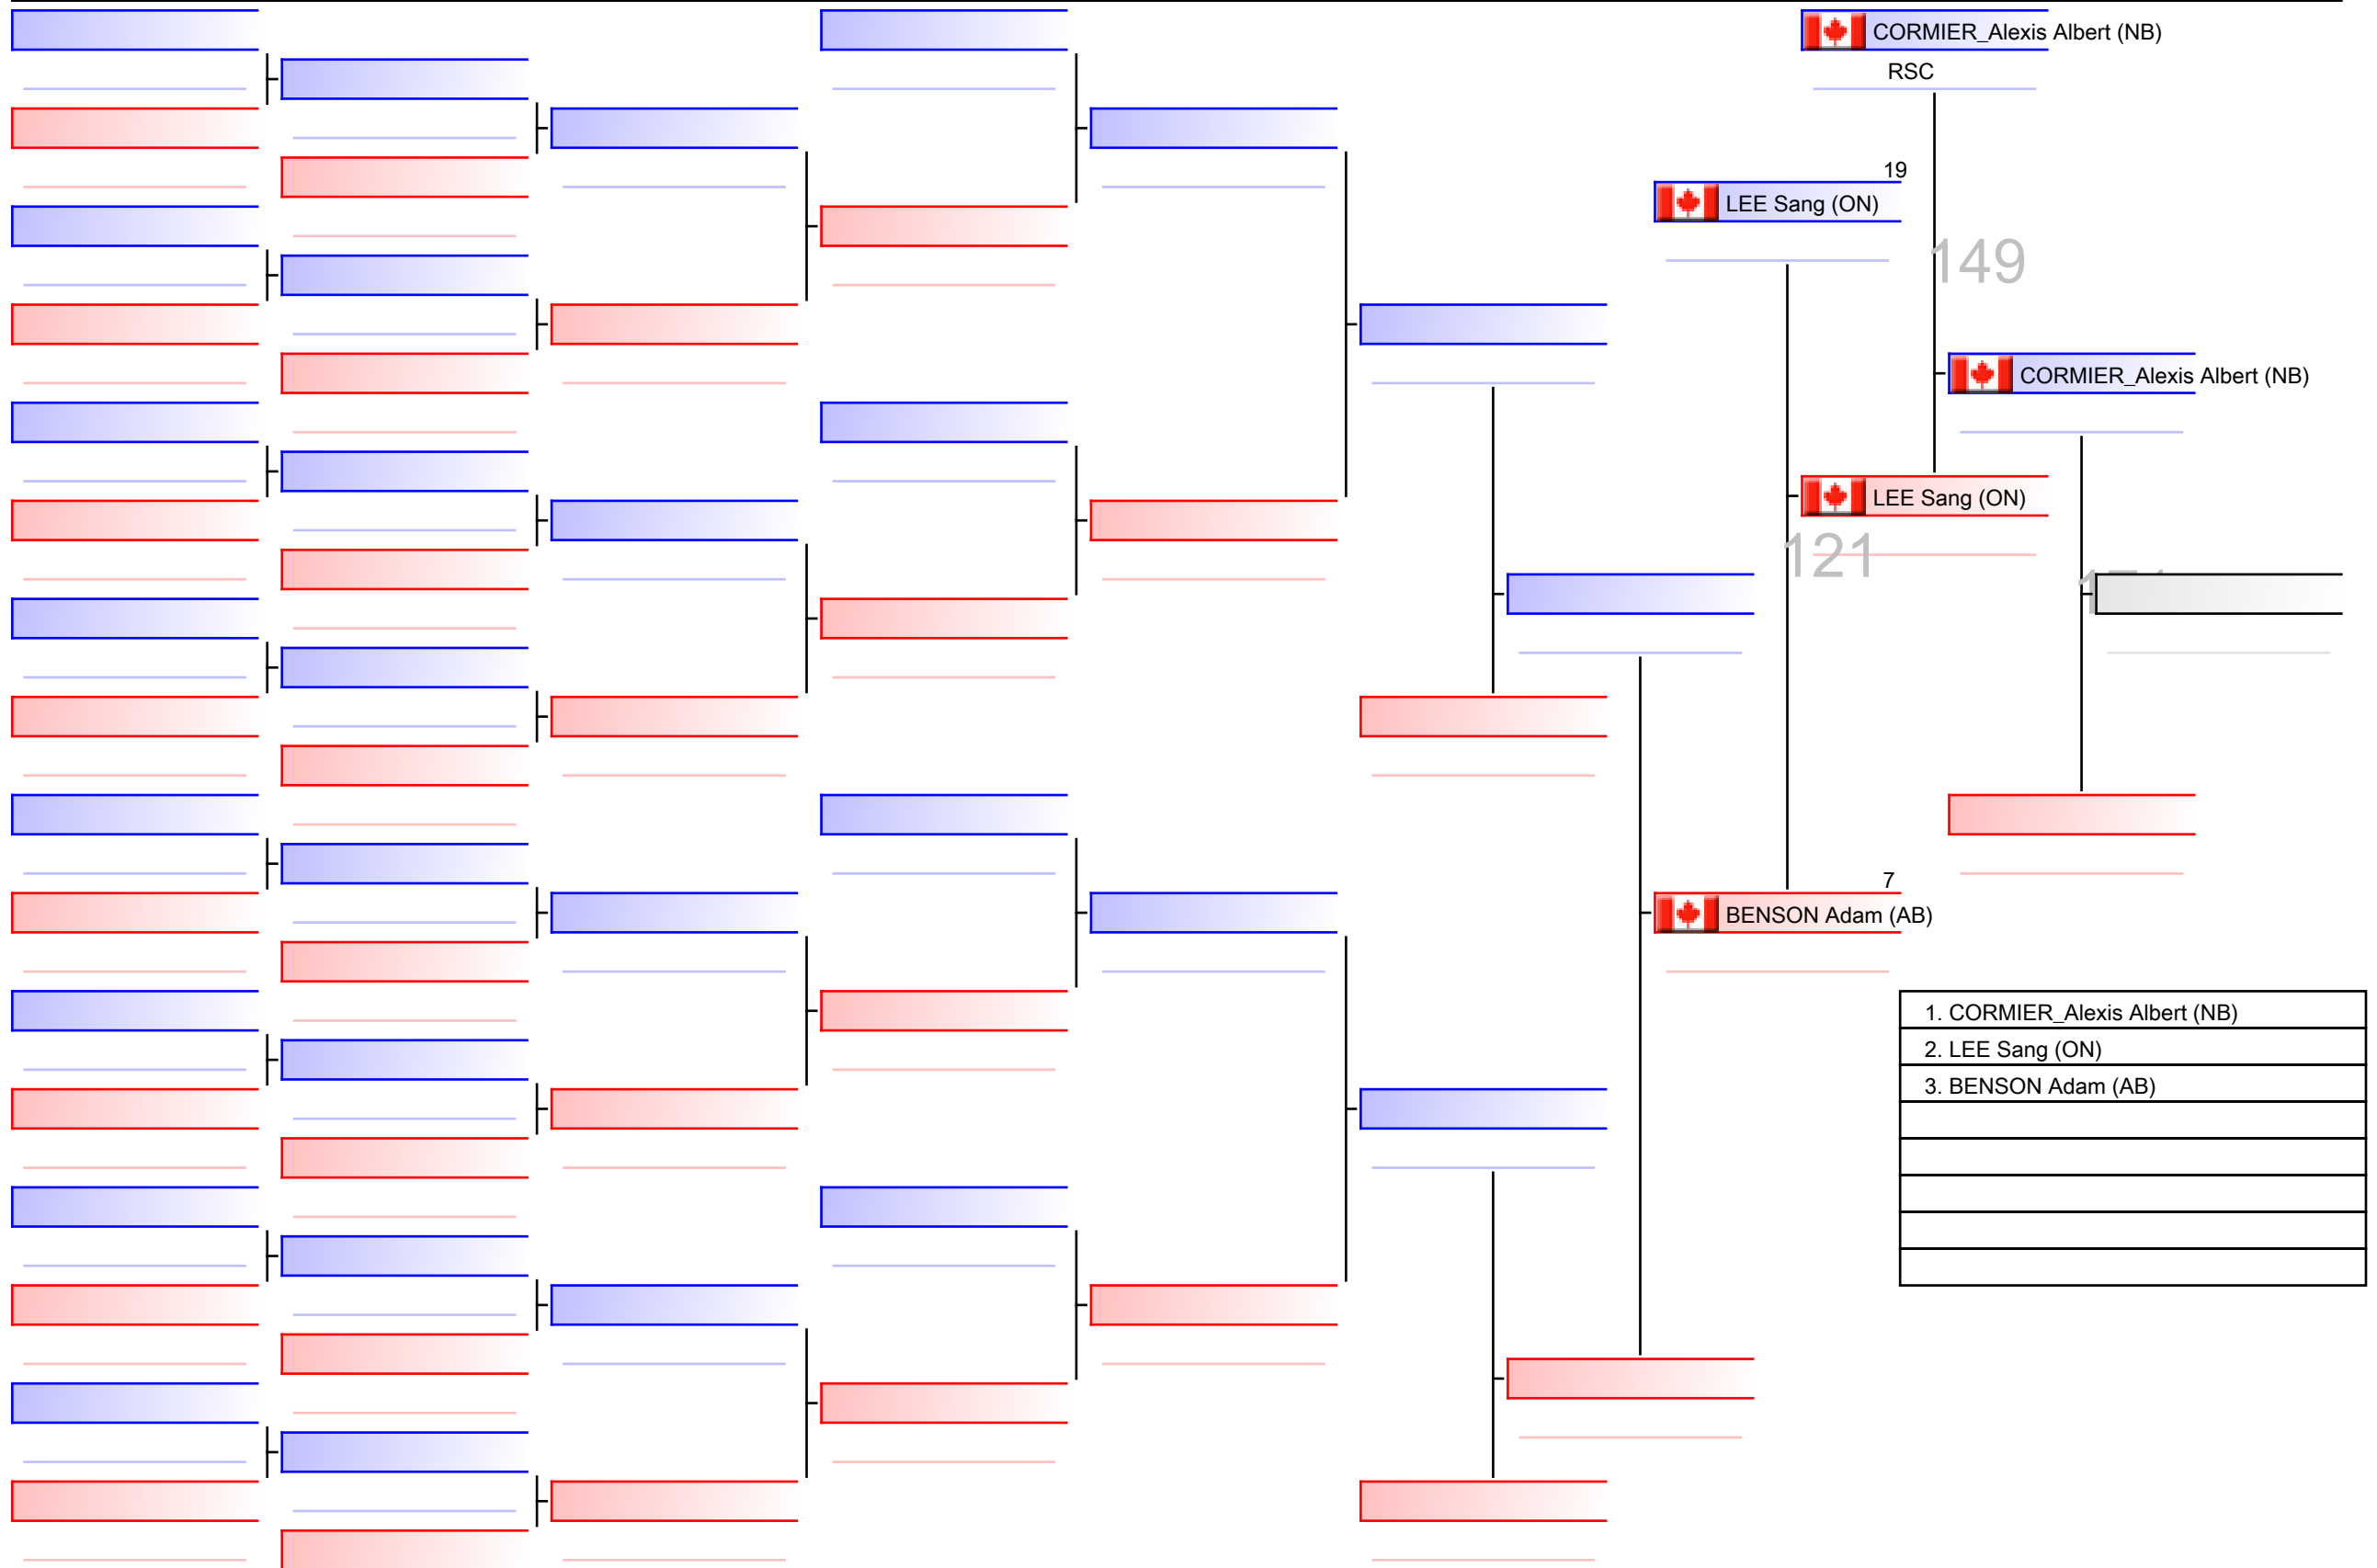 CORMIER_Alexis Albert (NB)
RSC
19
LEE Sang (ON)
149
CORMIER_Alexis Albert (NB)
LEE Sang (ON)
121
7
BENSON Adam (AB)
1. CORMIER_Alexis Albert (NB)
2. LEE Sang (ON)
3. BENSON Adam (AB)